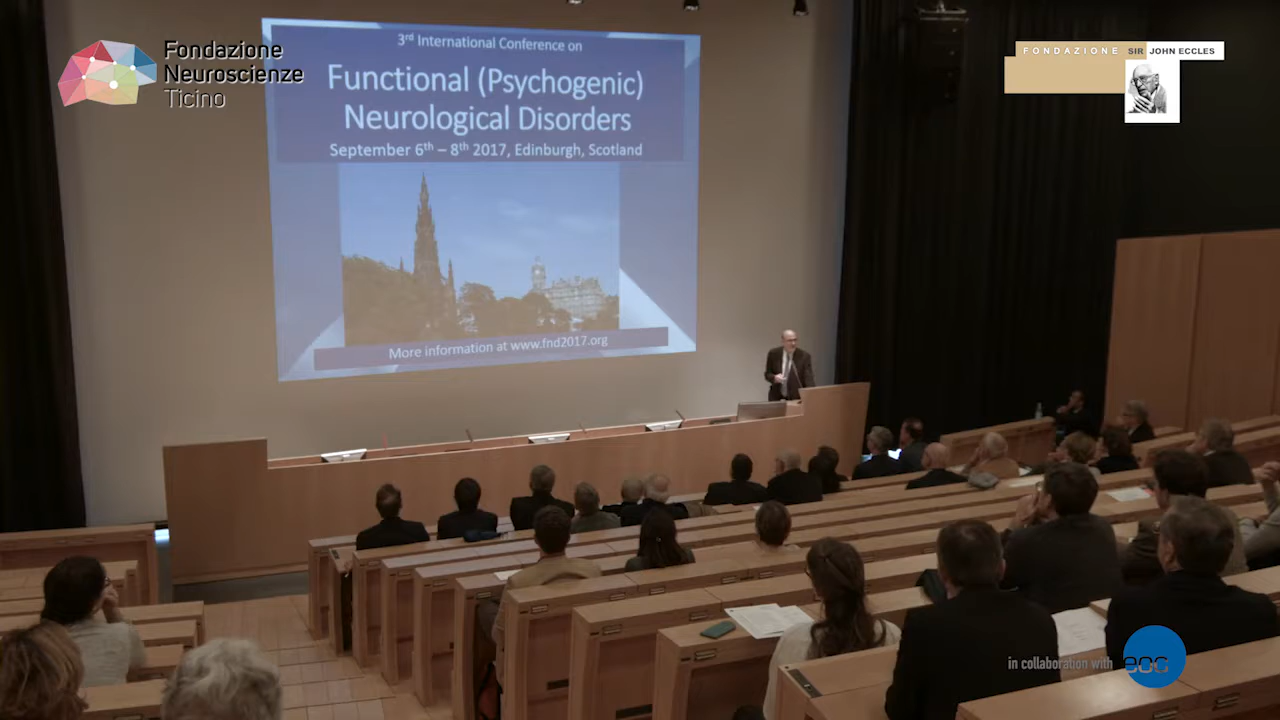 Fondazione
Neuroscienze
Ticino
3rd International Conference on
Functional (Psychogenic)
Neurological Disorders
September 6th – 8th 2017, Edinburgh, Scotland
More information at www.fnd2017.org
FONDAZIONE SIR JOHN ECCLES
in collaboration with eoc